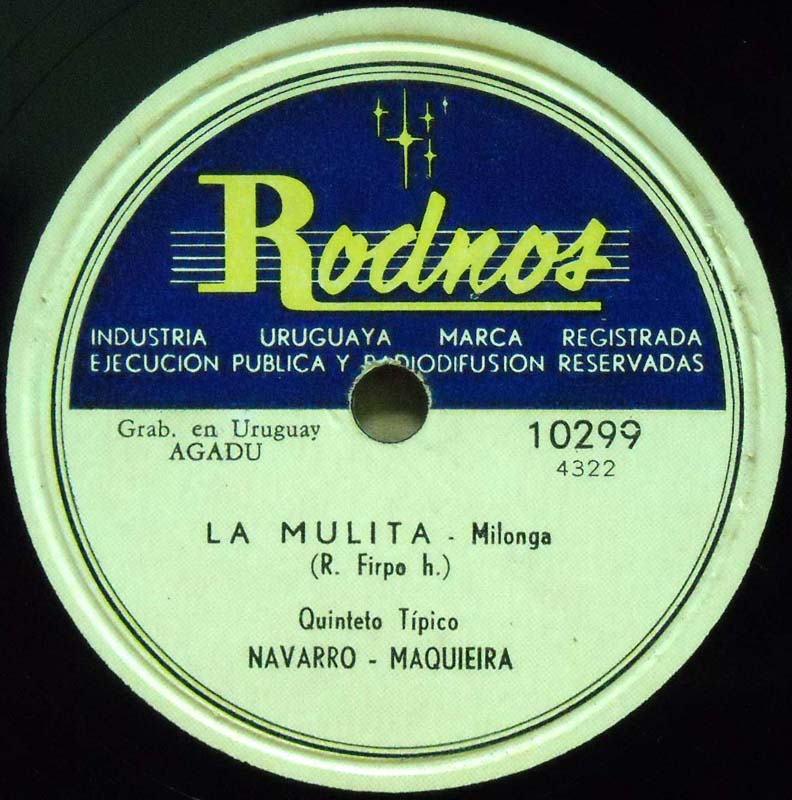 Rodnos
INDUSTRIA URUGUAYA MARCA REGISTRADA
EJECUCION PUBLICA Y RADIODIFUSION RESERVADAS
Grab. en Uruguay
AGADU
10299
4322
LA MULITA - Milonga
(R. Firpo h.)
Quinteto Típico
NAVARRO - MAQUIEIRA